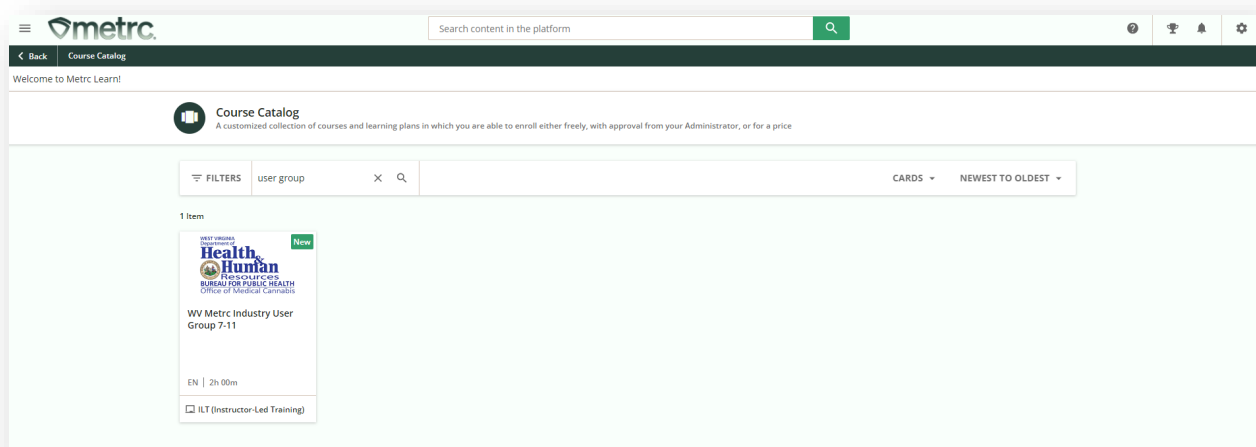 metrc.
Search content in the platform
Back
Course Catalog
Welcome to Metrc Learn!
Course Catalog
A customized collection of courses and learning plans in which you are able to enroll either freely, with approval from your Administrator, or for a price
FILTERS
user group
CARDS
NEWEST TO OLDEST
1 Item
New
WEST VIRGINIA
Department of
Health
&
Human
Resources
BUREAU FOR PUBLIC HEALTH
Office of Medical Cannabis
WV Metrc Industry User
Group 7-11
EN | 2h 00m
ILT (Instructor-Led Training)